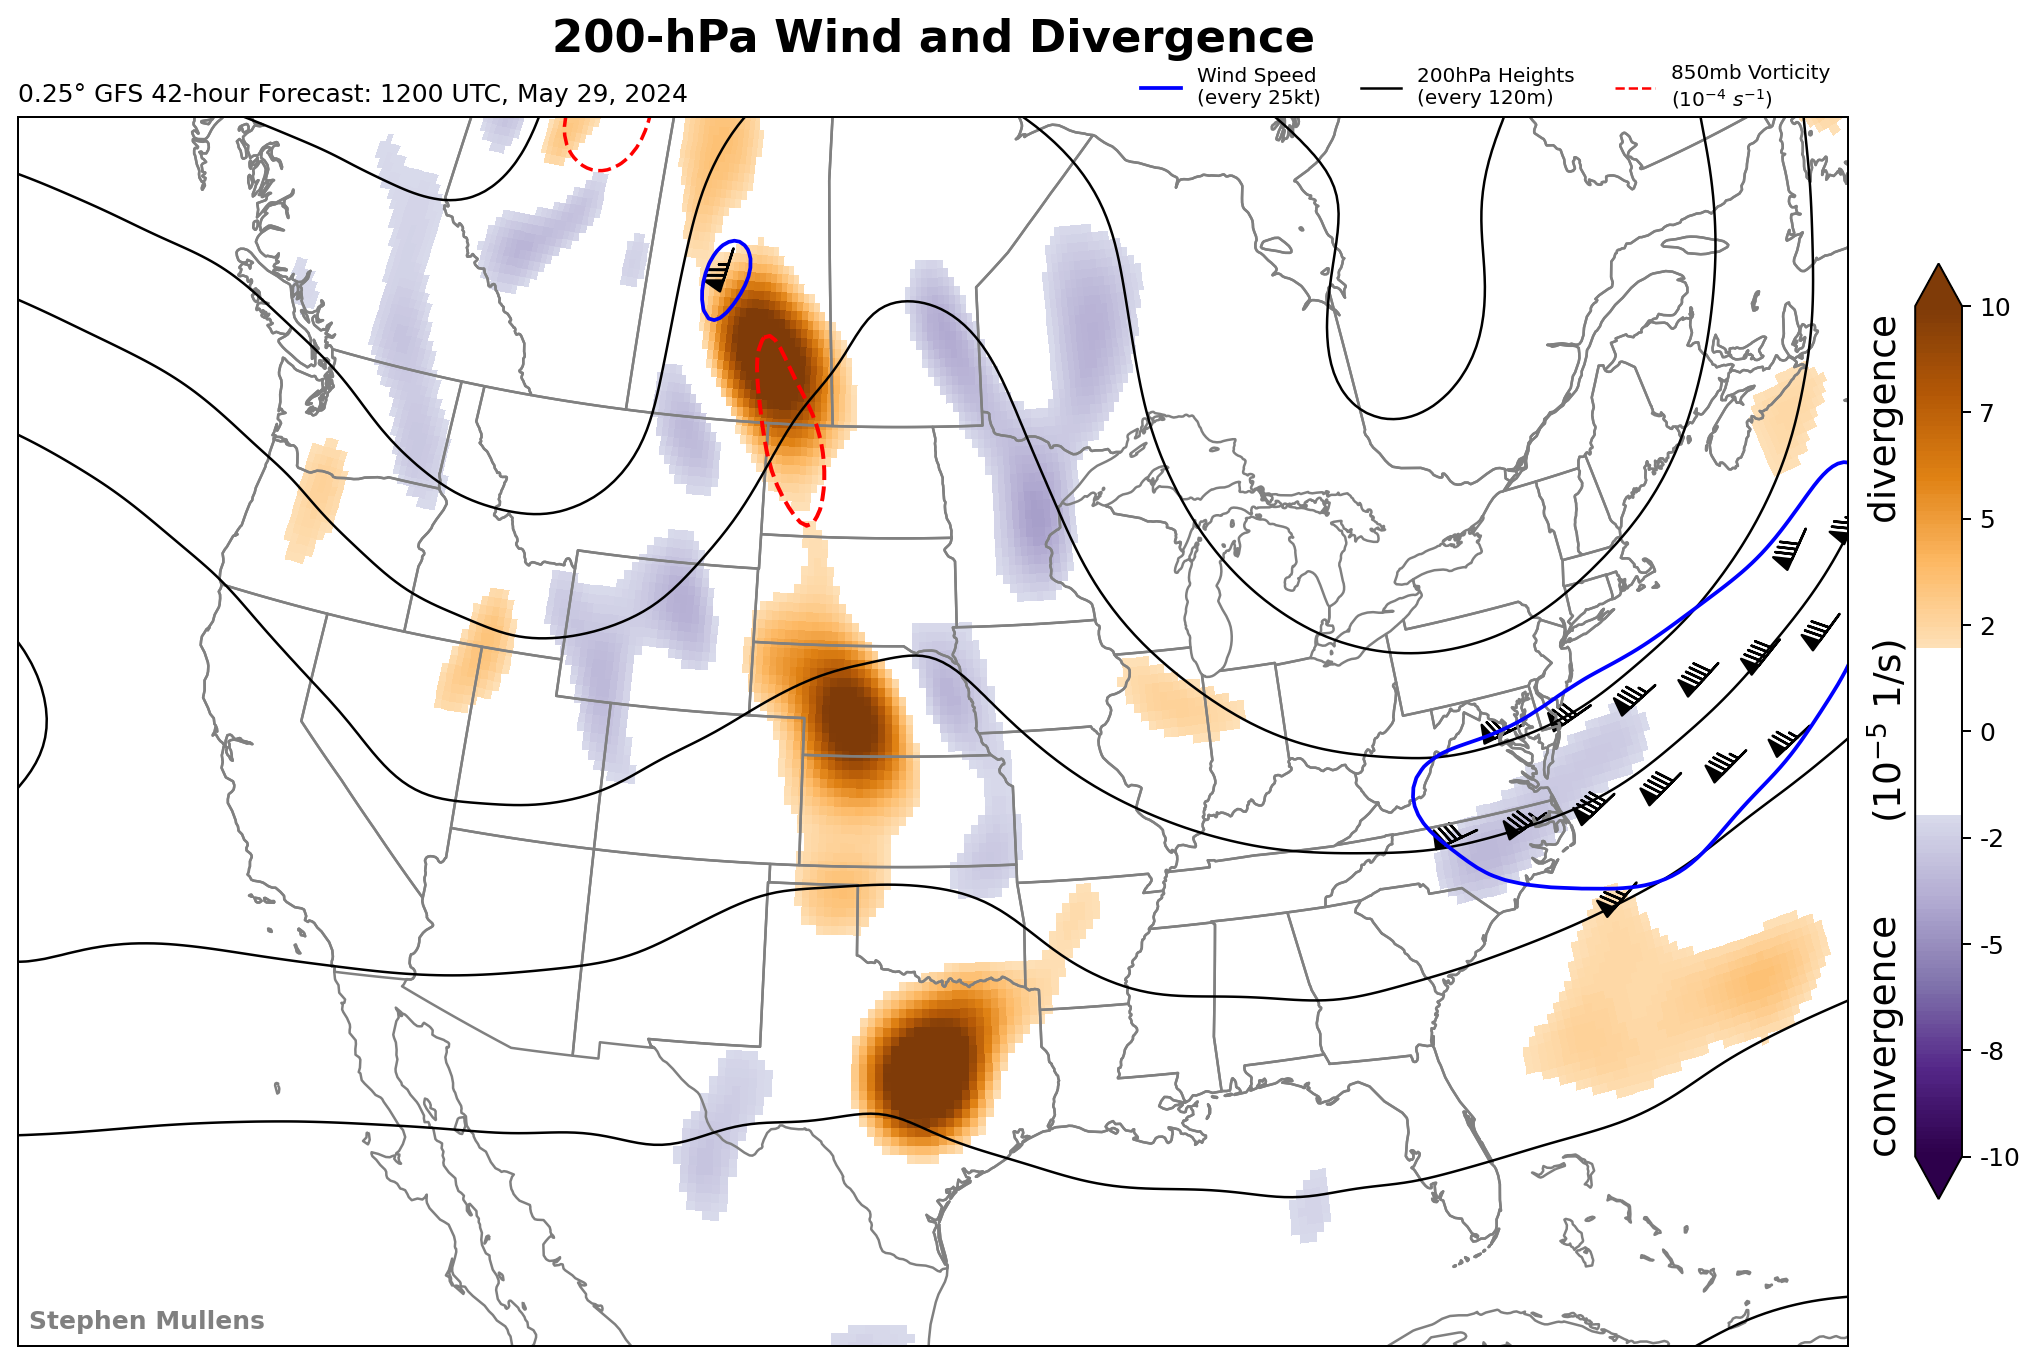 200-hPa Wind and Divergence
0.25° GFS 42-hour Forecast: 1200 UTC, May 29, 2024
Wind Speed
(every 25kt)
200hPa Heights
(every 120m)
850mb Vorticity
(10⁻⁴ s⁻¹)
10
7
5
2
0
-2
-5
-8
-10
divergence
(10⁻⁵ 1/s)
convergence
Stephen Mullens